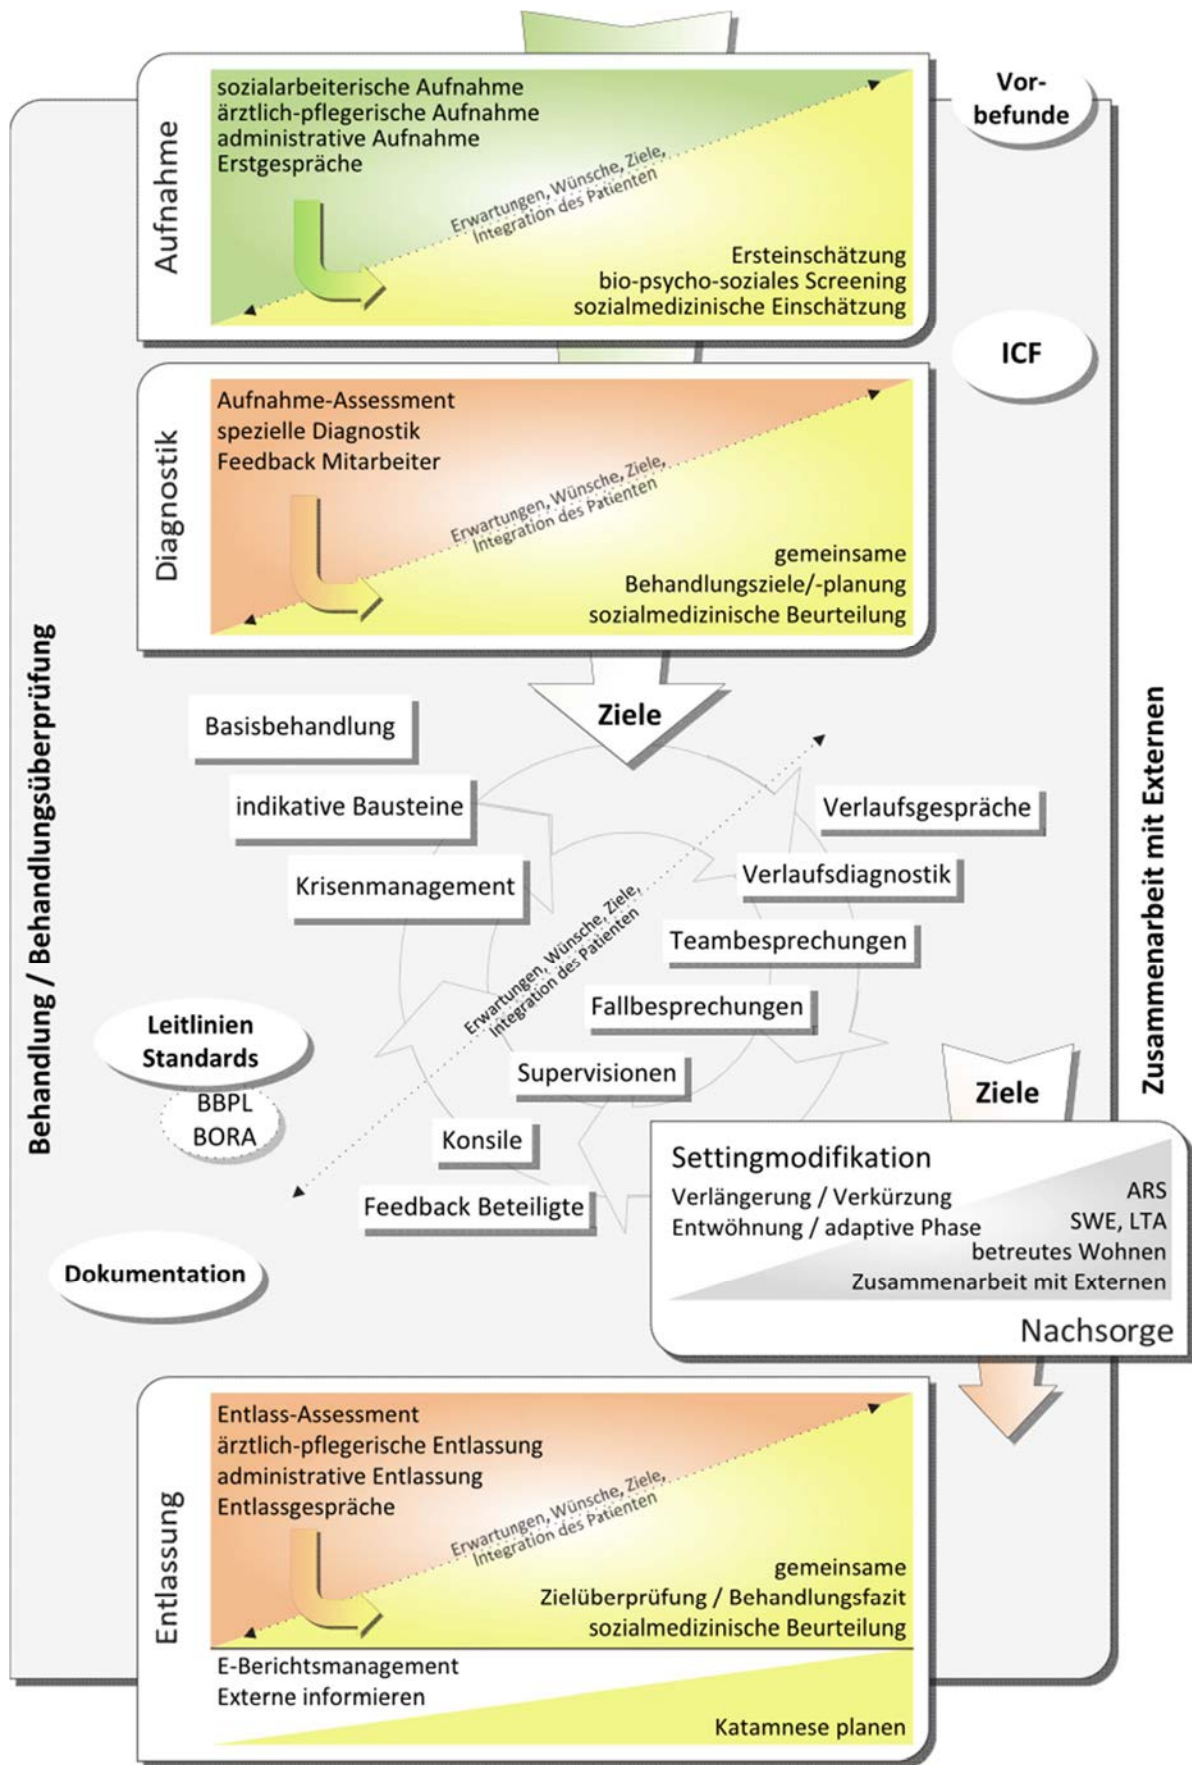 Vor-
befunde
Aufnahme
sozialarbeiterische Aufnahme
ärztlich-pflegerische Aufnahme
administrative Aufnahme
Erstgespräche
Erwartungen, Wünsche, Ziele,
Integration des Patienten
Ersteinschätzung
bio-psycho-soziales Screening
sozialmedizinische Einschätzung
ICF
Diagnostik
Aufnahme-Assessment
spezielle Diagnostik
Feedback Mitarbeiter
Erwartungen, Wünsche, Ziele,
Integration des Patienten
gemeinsame
Behandlungsziele/-planung
sozialmedizinische Beurteilung
Behandlung / Behandlungsüberprüfung
Zusammenarbeit mit Externen
Ziele
Basisbehandlung
indikative Bausteine
Krisenmanagement
Verlaufsgespräche
Verlaufsdiagnostik
Teambesprechungen
Fallbesprechungen
Supervisionen
Konsile
Feedback Beteiligte
Erwartungen, Wünsche, Ziele,
Integration des Patienten
Leitlinien
Standards
BBPL
BORA
Dokumentation
Ziele
Settingmodifikation
Verlängerung / Verkürzung
Entwöhnung / adaptive Phase
ARS
SWE, LTA
betreutes Wohnen
Zusammenarbeit mit Externen
Nachsorge
Entlassung
Entlass-Assessment
ärztlich-pflegerische Entlassung
administrative Entlassung
Entlassgespräche
Erwartungen, Wünsche, Ziele,
Integration des Patienten
gemeinsame
Zielüberprüfung / Behandlungsfazit
sozialmedizinische Beurteilung
E-Berichtsmanagement
Externe informieren
Katamnese planen